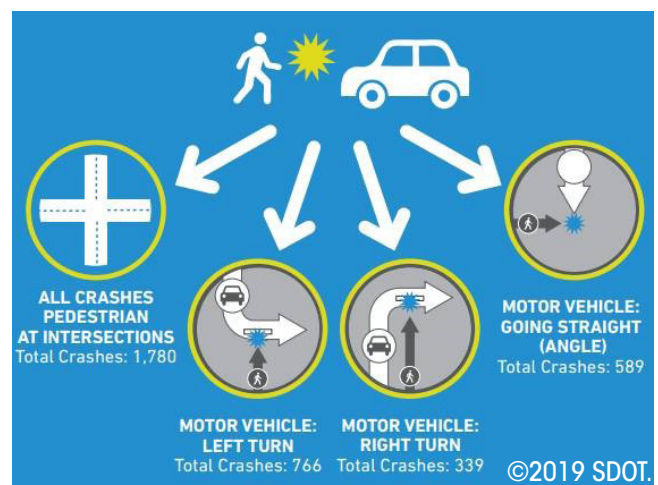 ALL CRASHES
PEDESTRIAN
AT INTERSECTIONS
Total Crashes: 1,780
MOTOR VEHICLE:
LEFT TURN
Total Crashes: 766
MOTOR VEHICLE:
RIGHT TURN
Total Crashes: 339
MOTOR VEHICLE:
GOING STRAIGHT
(ANGLE)
Total Crashes: 589
©2019 SDOT.